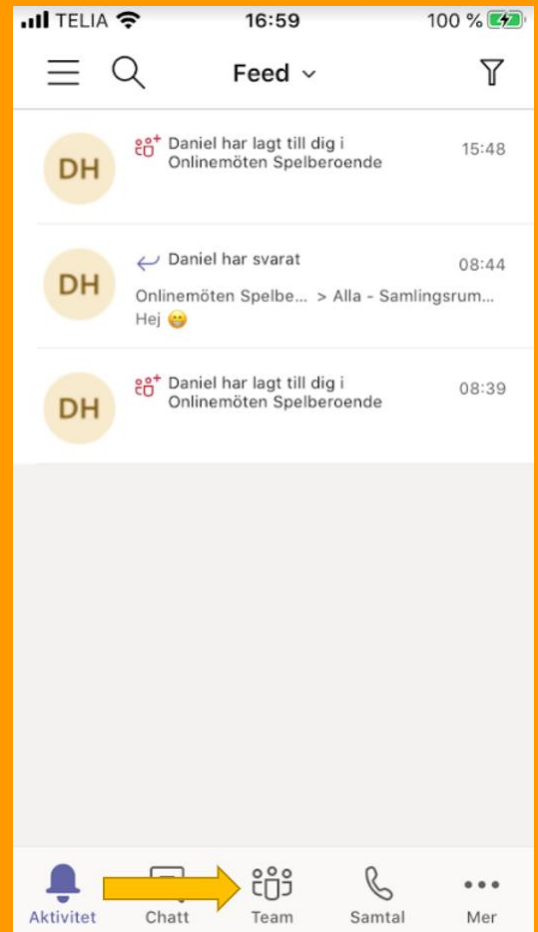 TELIA 16:59 100 %
Feed
DH Daniel har lagt till dig i 15:48
Onlinemöten Spelberoende
DH Daniel har svarat 08:44
Onlinemöten Spelbe... > Alla - Samlingsrum...
Hej 😁
DH Daniel har lagt till dig i 08:39
Onlinemöten Spelberoende
Aktivitet Chatt Team Samtal Mer